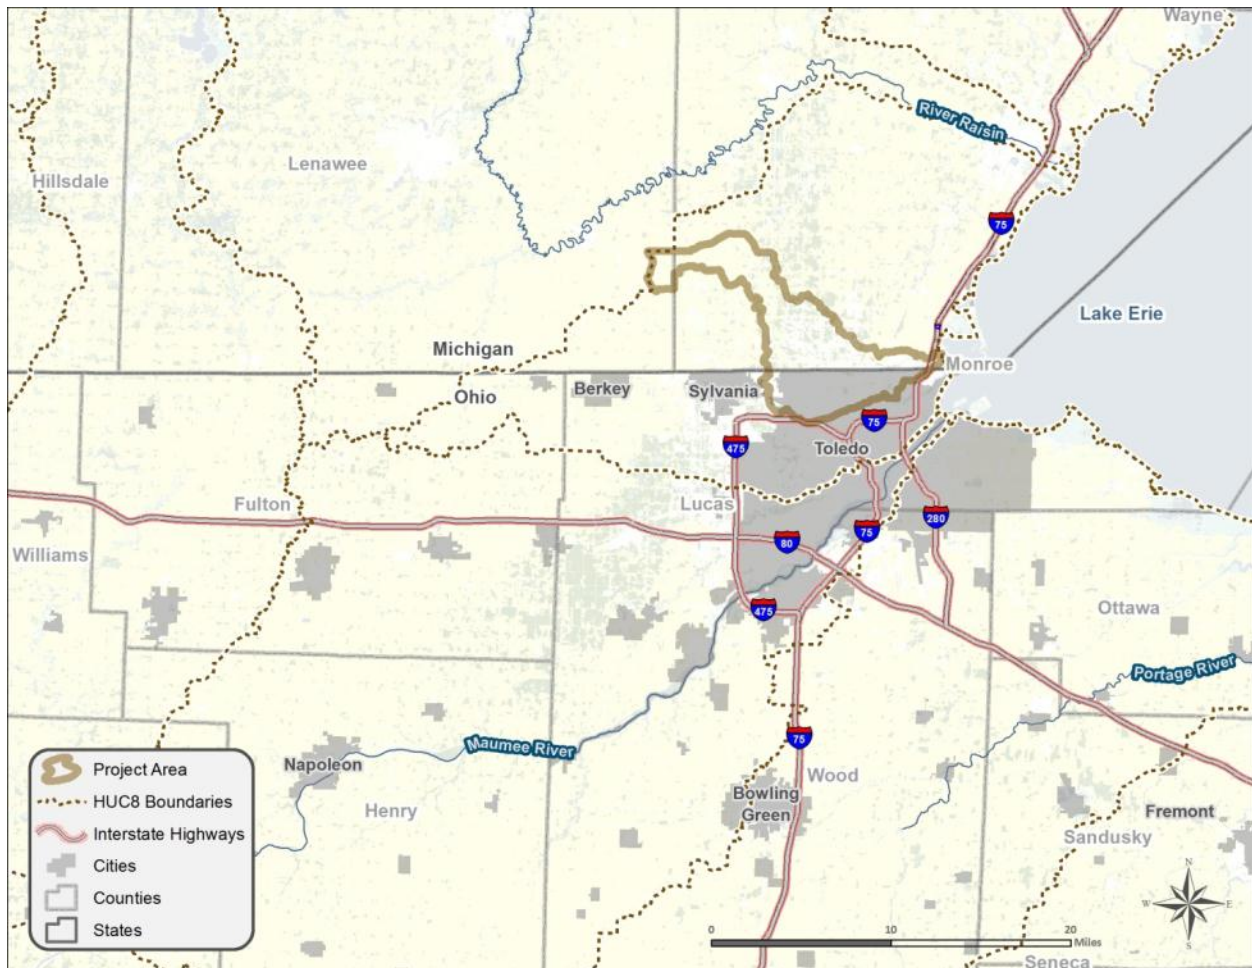 Wayne
River Raisin
Lenawee
Hillsdale
75
Lake Erie
Michigan
Monroe
Ohio
Berkey
Sylvania
75
475
Toledo
Fulton
Lucas
280
75
80
Williams
475
Ottawa
Portage River
75
Maumee River
Napoleon
Wood
Bowling
Green
Henry
Fremont
Sandusky
Project Area
HUC8 Boundaries
Interstate Highways
Cities
Counties
States
N
W
E
S
0
10
20
Miles
Seneca